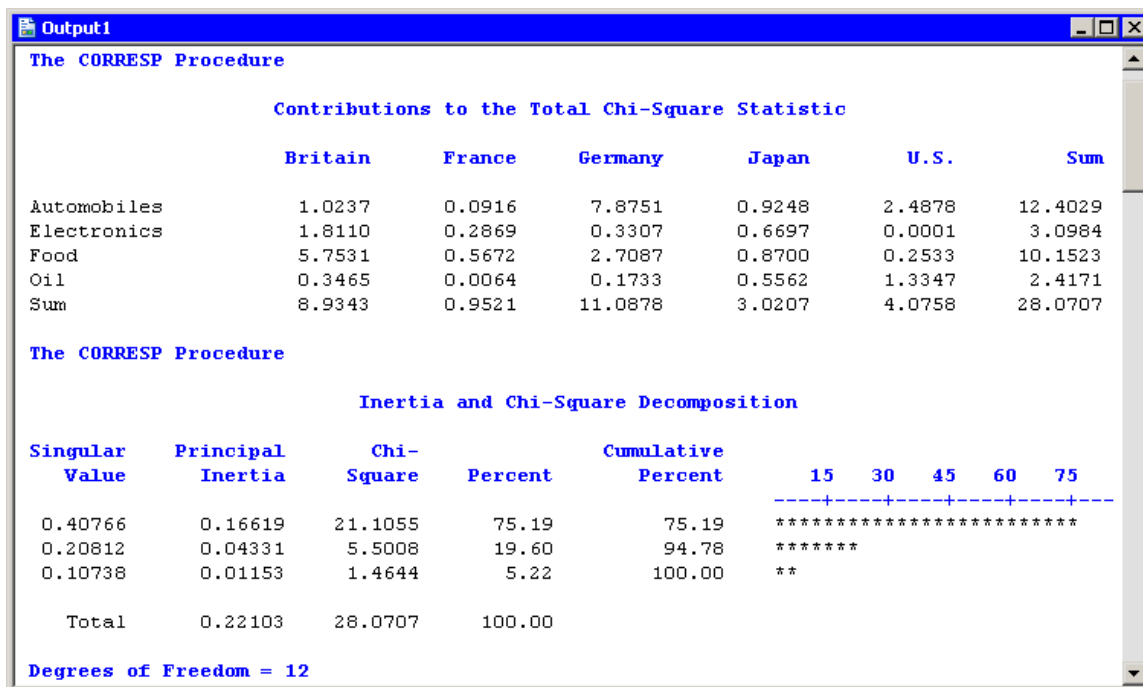 Output1
The CORRESP Procedure
Contributions to the Total Chi-Square Statistic
Britain France Germany Japan U.S. Sum
Automobiles 1.0237 0.0916 7.8751 0.9248 2.4878 12.4029
Electronics 1.8110 0.2869 0.3307 0.6697 0.0001 3.0984
Food 5.7531 0.5672 2.7087 0.8700 0.2533 10.1523
Oil 0.3465 0.0064 0.1733 0.5562 1.3347 2.4171
Sum 8.9343 0.9521 11.0878 3.0207 4.0758 28.0707
The CORRESP Procedure
Inertia and Chi-Square Decomposition
Singular Principal Chi- Cumulative
Value Inertia Square Percent Percent 15 30 45 60 75
----+----+----+----+----+---
0.40766 0.16619 21.1055 75.19 75.19 *************************
0.20812 0.04331 5.5008 19.60 94.78 *******
0.10738 0.01153 1.4644 5.22 100.00 **
Total 0.22103 28.0707 100.00
Degrees of Freedom = 12